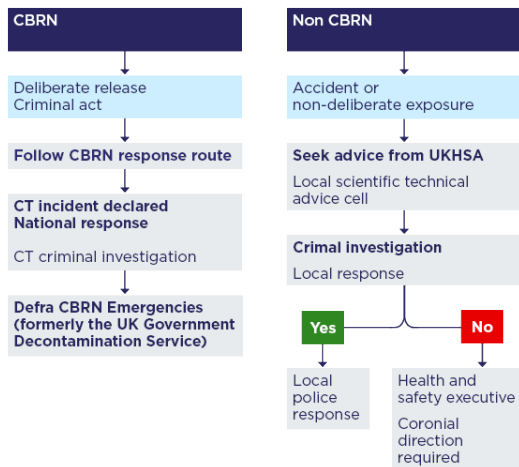 CBRN
Deliberate release
Criminal act
Follow CBRN response route
CT incident declared
National response
CT criminal investigation
Defra CBRN Emergencies
(formerly the UK Government
Decontamination Service)
Non CBRN
Accident or
non-deliberate exposure
Seek advice from UKHSA
Local scientific technical
advice cell
Crimal investigation
Local response
Yes
No
Local
police
response
Health and
safety executive
Coronial
direction
required